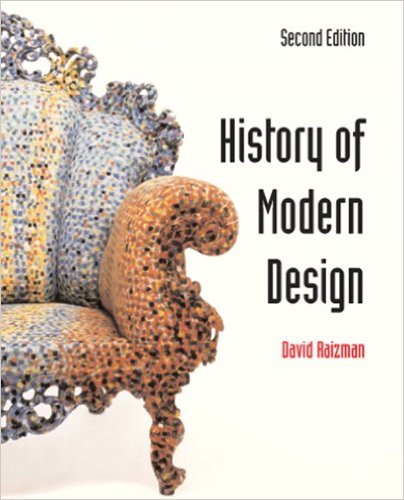 Second Edition
History of
Modern
Design
David Raizman